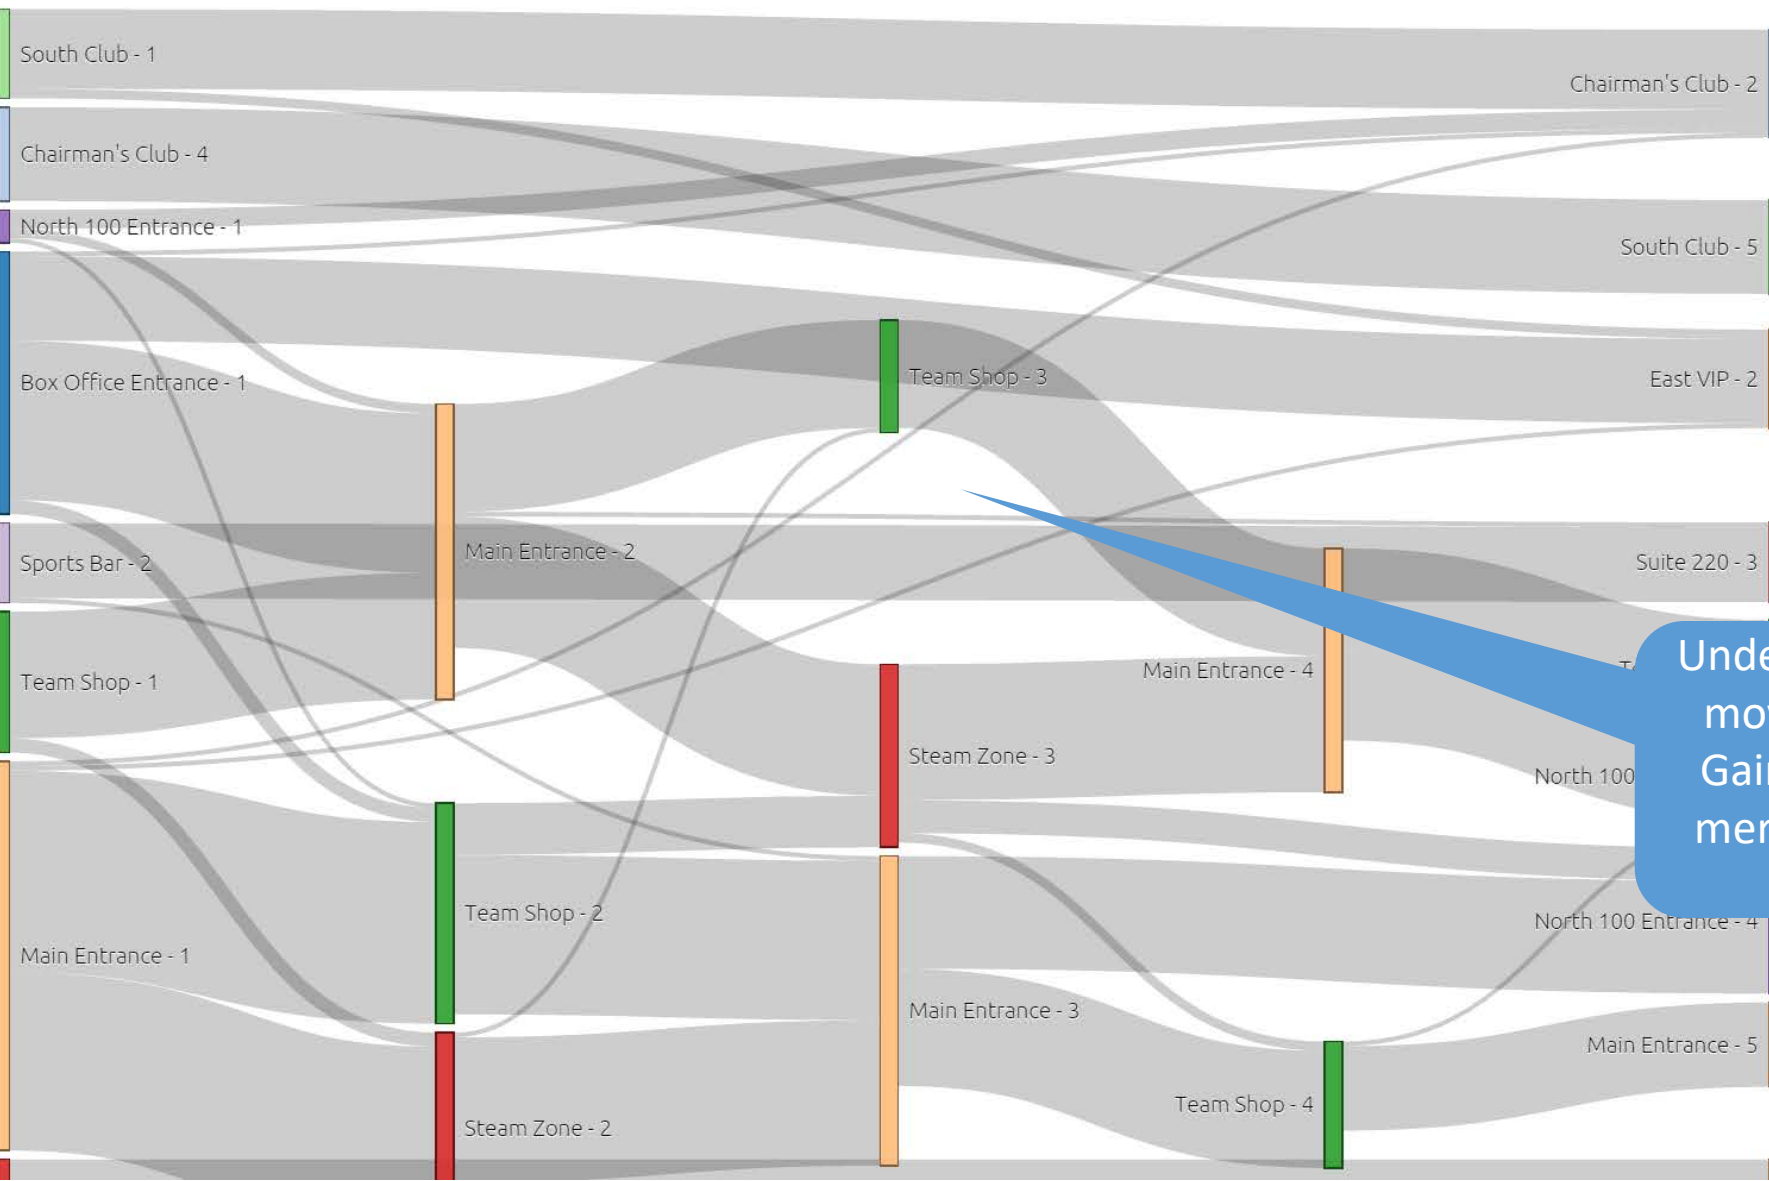 South Club - 1
Chairman's Club - 4
North 100 Entrance - 1
Box Office Entrance - 1
Sports Bar - 2
Team Shop - 1
Main Entrance - 1
Main Entrance - 2
Team Shop - 2
Steam Zone - 2
Team Shop - 3
Steam Zone - 3
Main Entrance - 3
Main Entrance - 4
Team Shop - 4
Chairman's Club - 2
South Club - 5
East VIP - 2
Suite 220 - 3
North 100
North 100 Entrance - 4
Main Entrance - 5